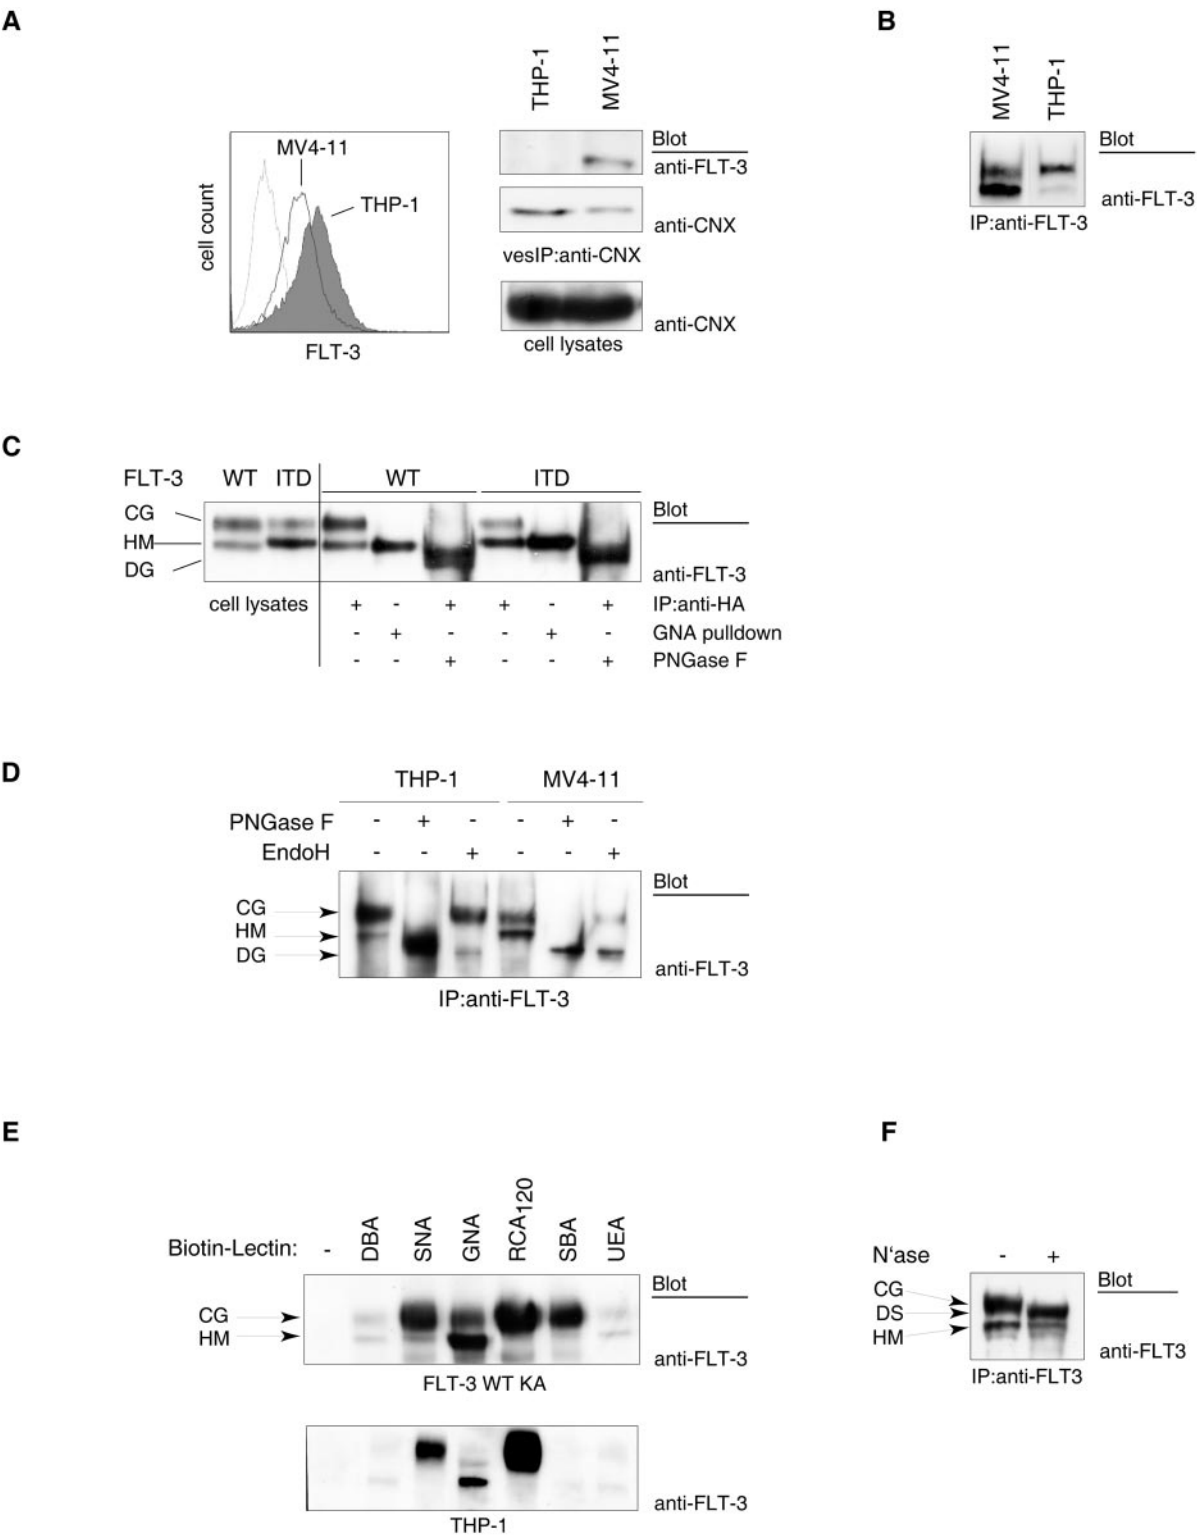 A
B
THP-1
MV4-11
MV4-11
THP-1
cell count
MV4-11
THP-1
FLT-3
Blot
anti-FLT-3
anti-CNX
vesIP:anti-CNX
anti-CNX
cell lysates
Blot
anti-FLT-3
IP:anti-FLT-3
C
FLT-3 WT ITD WT ITD
CG
HM
DG
Blot
anti-FLT-3
cell lysates + - + + - + IP:anti-HA
- + - - + - GNA pulldown
- - + - - + PNGase F
D
THP-1 MV4-11
PNGase F - + - - + -
EndoH - - + - - +
CG
HM
DG
Blot
anti-FLT-3
IP:anti-FLT-3
E
Biotin-Lectin: - DBA SNA GNA RCA120 SBA UEA
CG
HM
Blot
anti-FLT-3
FLT-3 WT KA
anti-FLT-3
THP-1
F
N'ase - +
CG
DS
HM
Blot
anti-FLT3
IP:anti-FLT3